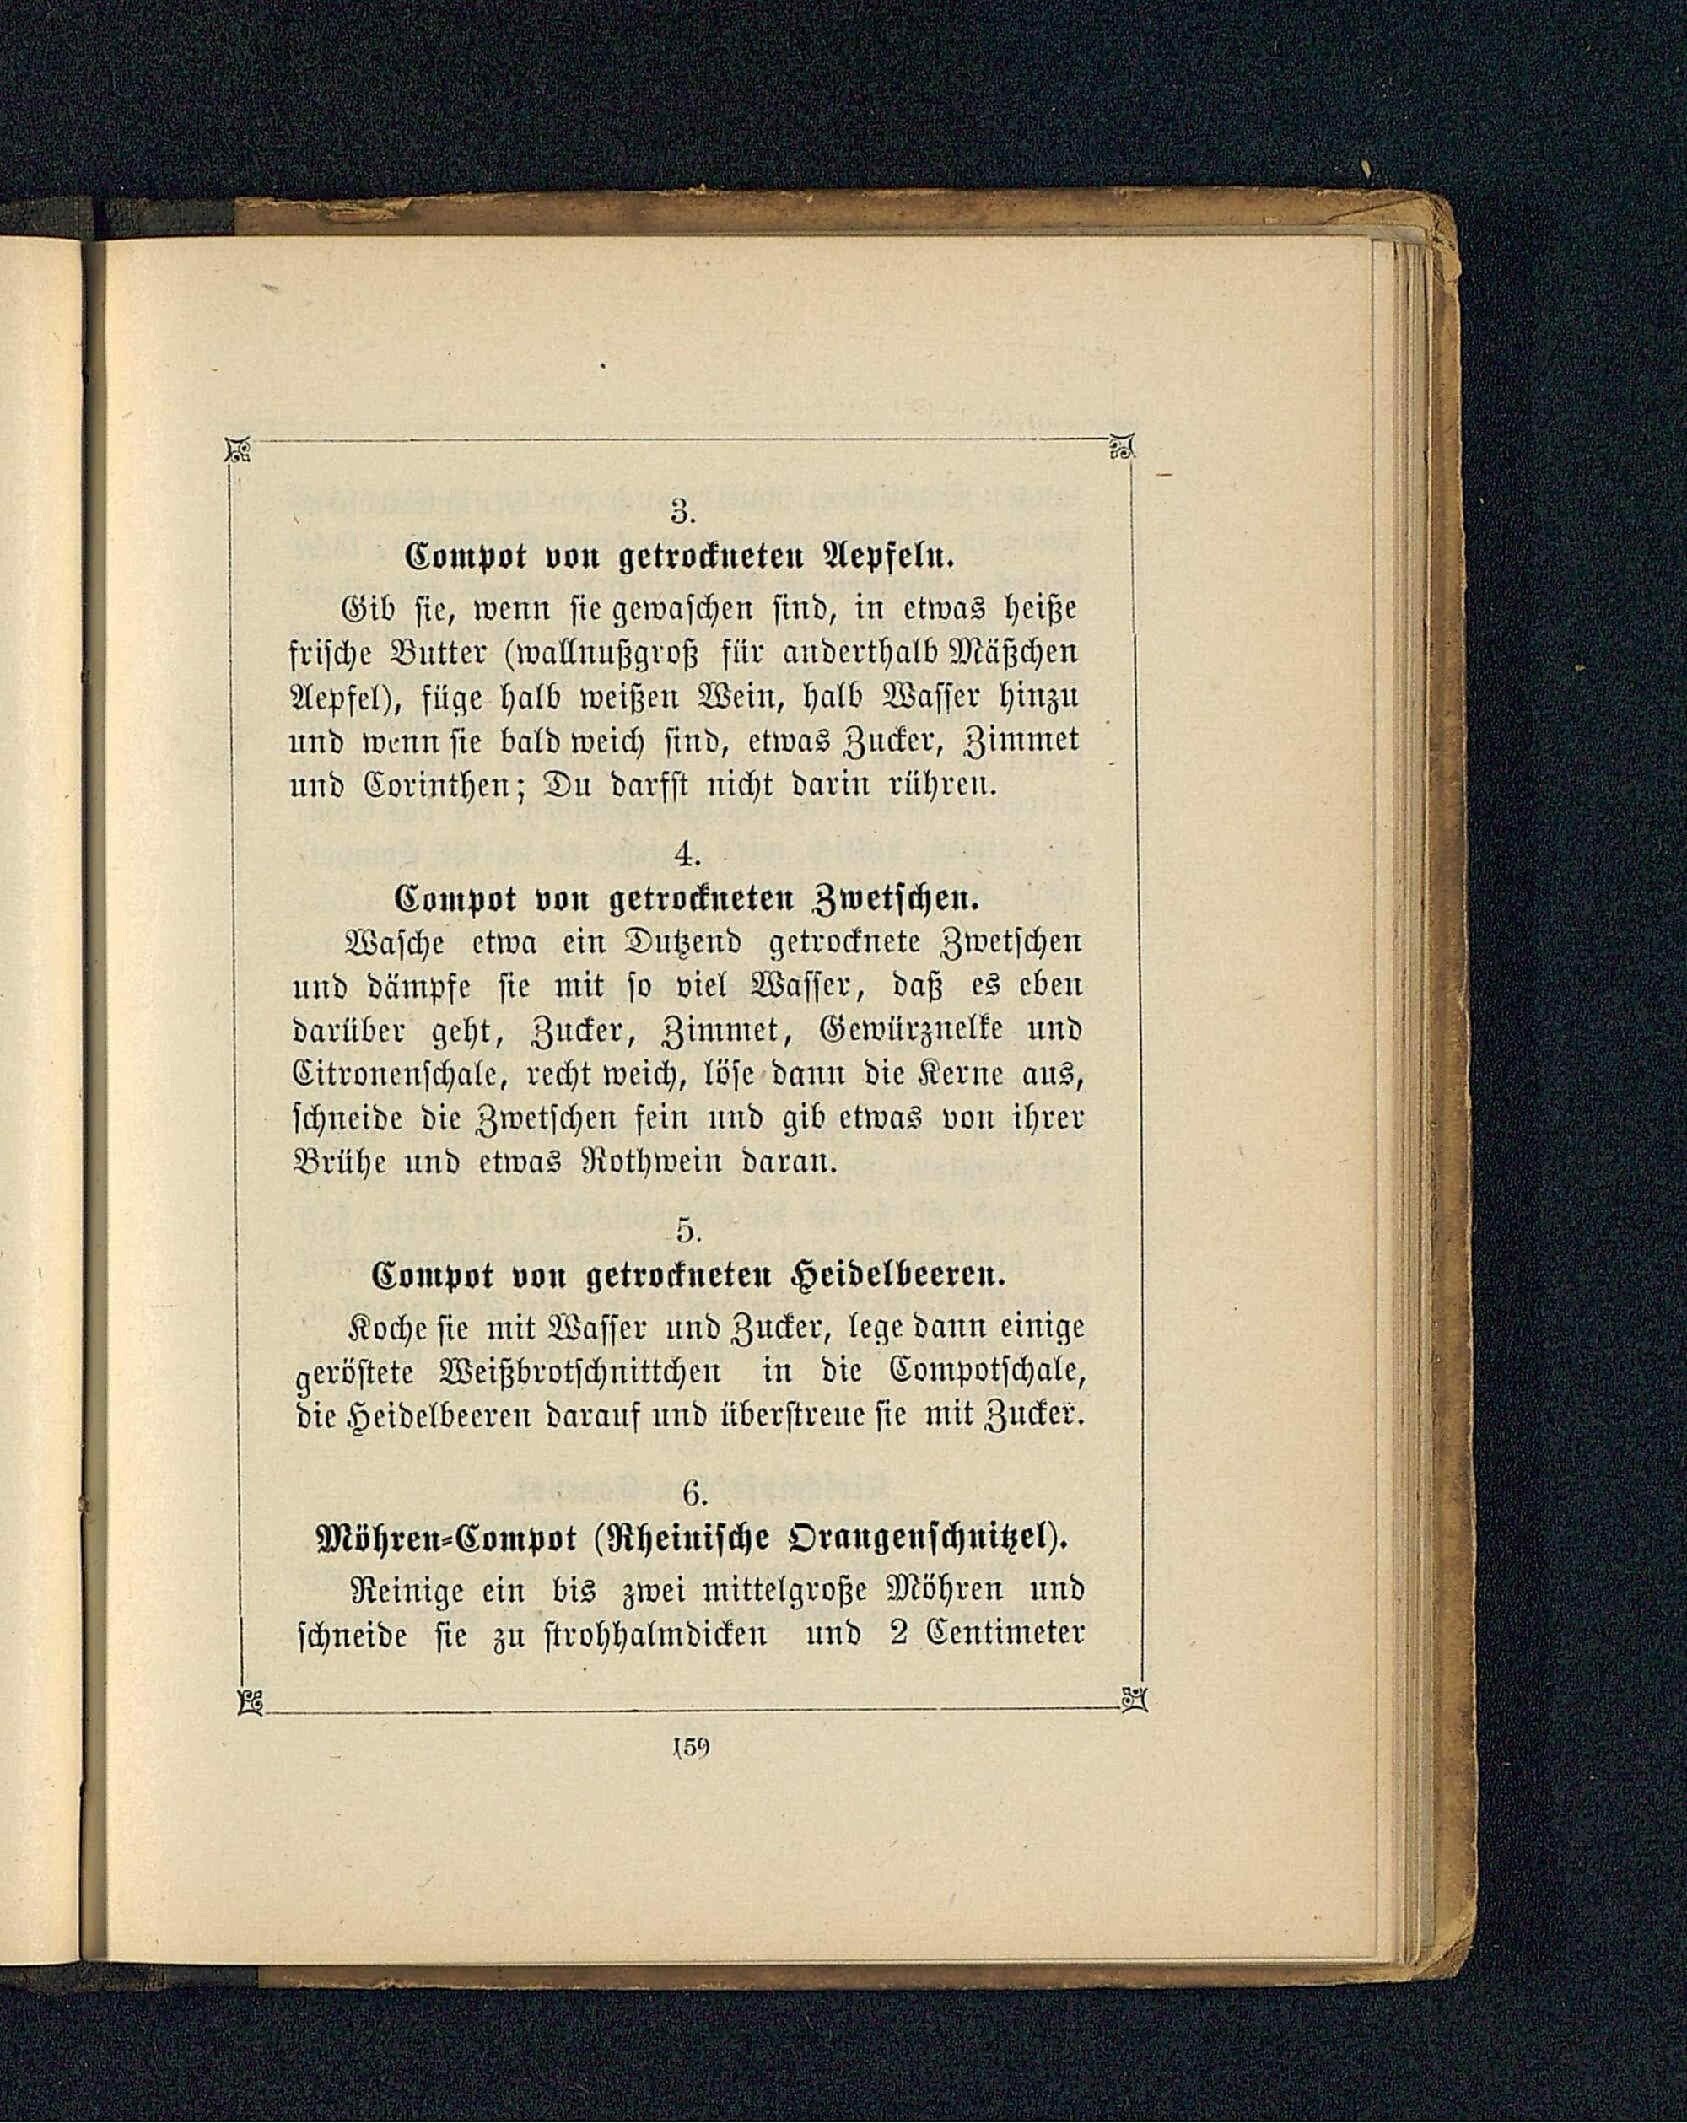 3.
Compot von getrockneten Aepfeln.
Gib sie, wenn sie gewaschen sind, in etwas heiße
frische Butter (wallnußgroß für anderthalb Mäßchen
Aepfel), füge halb weißen Wein, halb Wasser hinzu
und wenn sie bald weich sind, etwas Zucker, Zimmet
und Corinthen; Du darfst nicht darin rühren.
4.
Compot von getrockneten Zwetschen.
Wasche etwa ein Dutzend getrocknete Zwetschen
und dämpfe sie mit so viel Wasser, daß es eben
darüber geht, Zucker, Zimmet, Gewürznelke und
Citronenschale, recht weich, löse dann die Kerne aus,
schneide die Zwetschen fein und gib etwas von ihrer
Brühe und etwas Rothwein daran.
5.
Compot von getrockneten Heidelbeeren.
Koche sie mit Wasser und Zucker, lege dann einige
geröstete Weißbrotschnittchen in die Compotschale,
die Heidelbeeren darauf und überstreue sie mit Zucker.
6.
Möhren-Compot (Rheinische Orangenschnitzel).
Reinige ein bis zwei mittelgroße Möhren und
schneide sie zu strohhalmdicken und 2 Centimeter
159